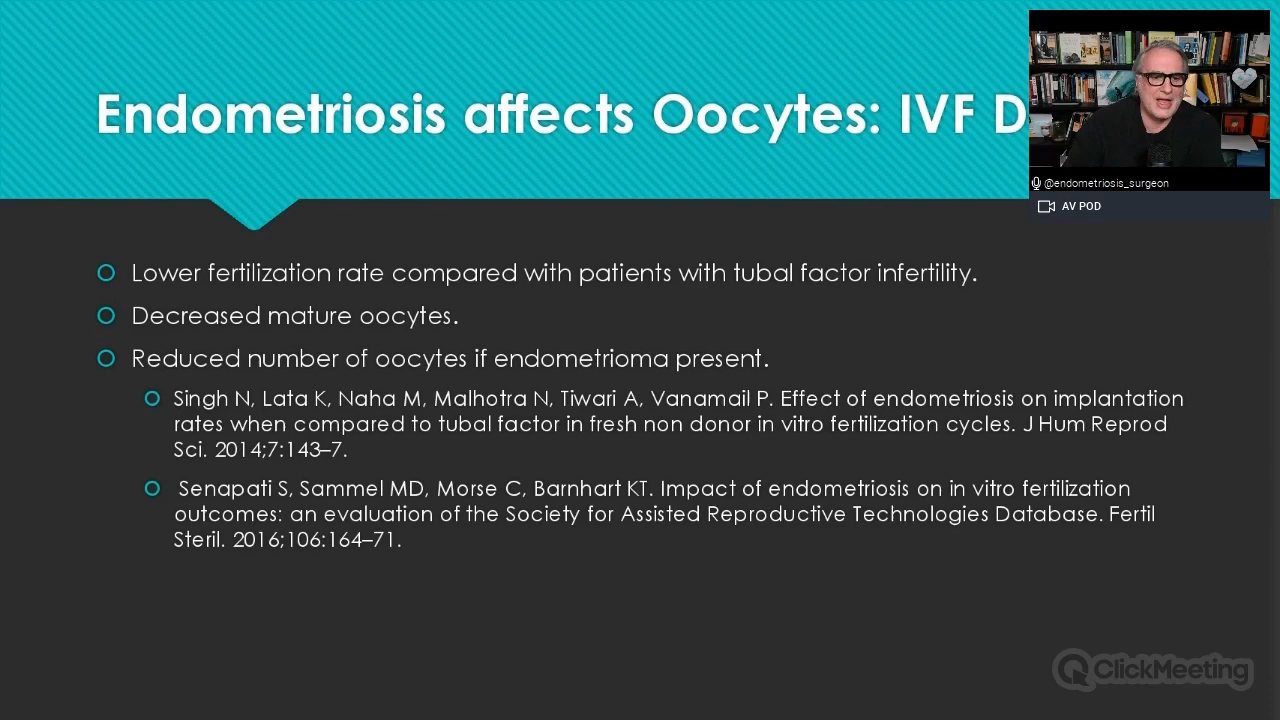 Endometriosis affects Oocytes: IVF D
@endometriosis_surgeon
AV POD
Lower fertilization rate compared with patients with tubal factor infertility.
Decreased mature oocytes.
Reduced number of oocytes if endometrioma present.
Singh N, Lata K, Naha M, Malhotra N, Tiwari A, Vanamail P. Effect of endometriosis on implantation
rates when compared to tubal factor in fresh non donor in vitro fertilization cycles. J Hum Reprod
Sci. 2014;7:143–7.
Senapati S, Sammel MD, Morse C, Barnhart KT. Impact of endometriosis on in vitro fertilization
outcomes: an evaluation of the Society for Assisted Reproductive Technologies Database. Fertil
Steril. 2016;106:164–71.
ClickMeeting